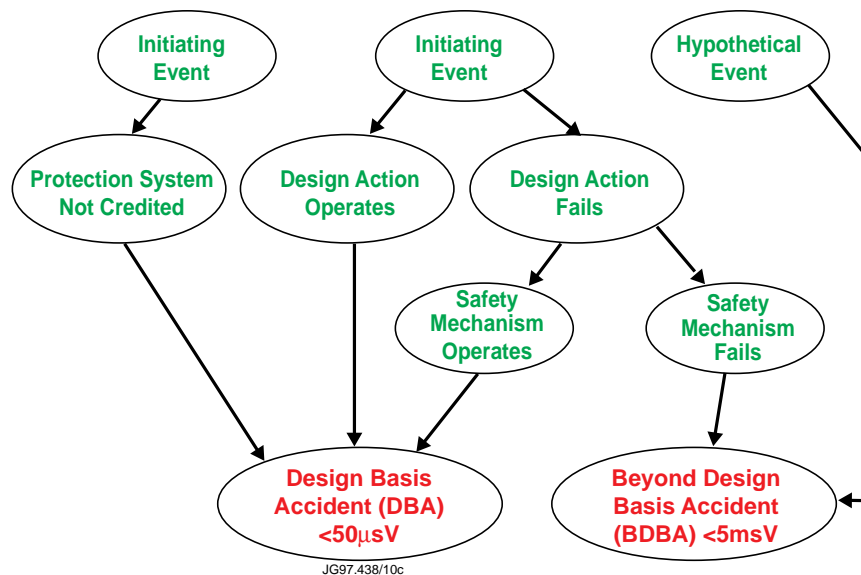 Initiating
Event
Initiating
Event
Hypothetical
Event
Protection System
Not Credited
Design Action
Operates
Design Action
Fails
Safety
Mechanism
Operates
Safety
Mechanism
Fails
Design Basis
Accident (DBA)
<50μsV
Beyond Design
Basis Accident
(BDBA) <5msV
JG97.438/10c